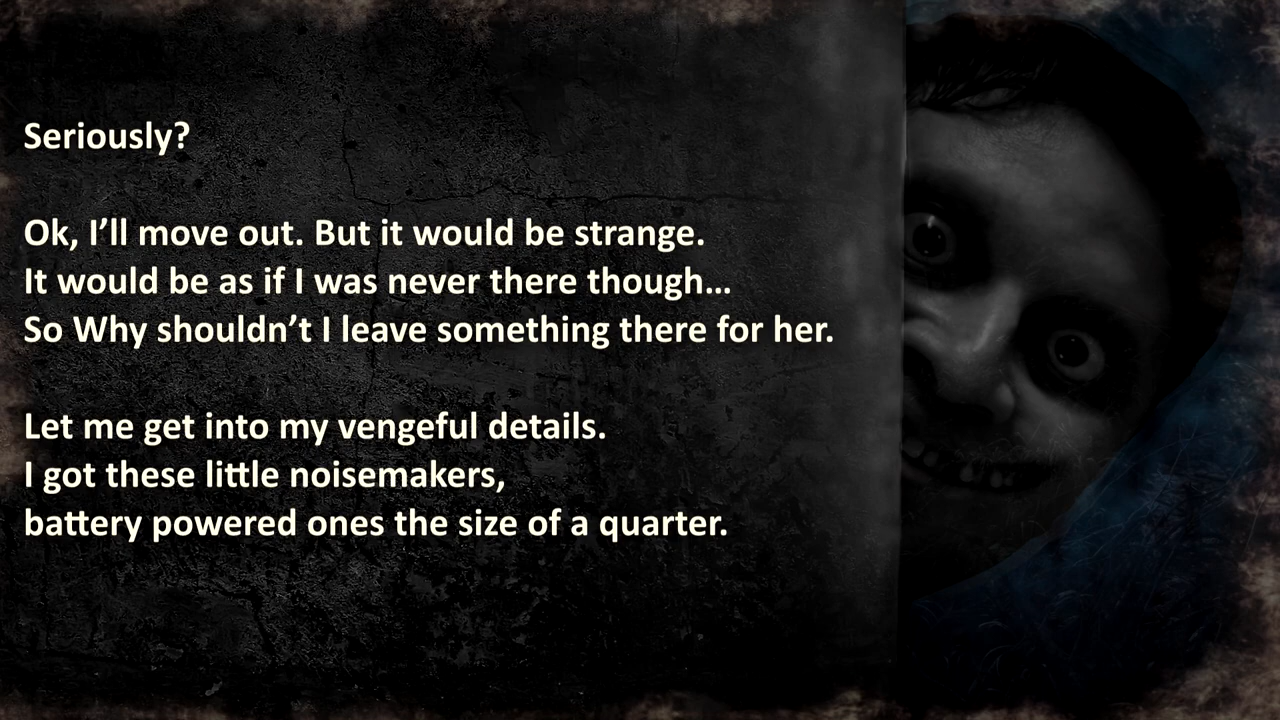 Seriously?
Ok, I’ll move out. But it would be strange.
It would be as if I was never there though…
So Why shouldn’t I leave something there for her.
Let me get into my vengeful details.
I got these little noisemakers,
battery powered ones the size of a quarter.